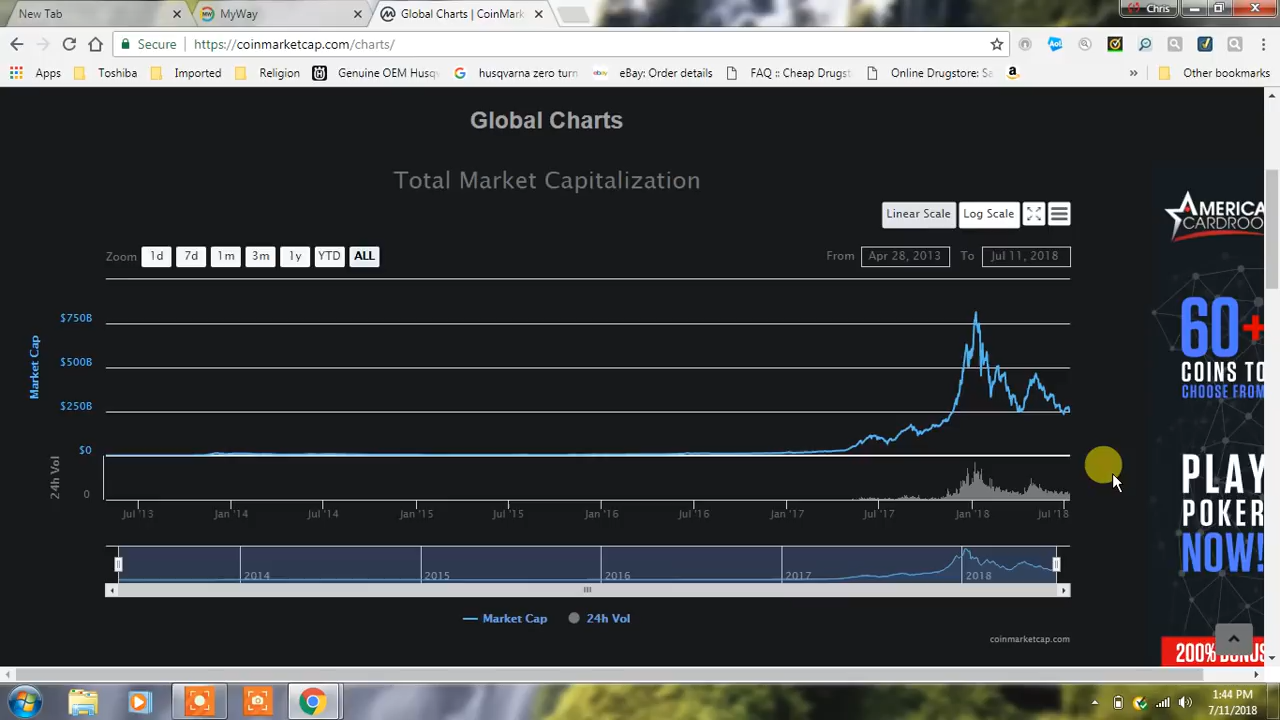 New Tab
MyWay
Global Charts | CoinMark
Chris
Secure
https://coinmarketcap.com/charts/
Aol
Apps
Toshiba
Imported
Religion
Genuine OEM Husq
husqvarna zero turn
eBay: Order details
FAQ :: Cheap Drugst
Online Drugstore: Sa
Other bookmarks
Global Charts
Total Market Capitalization
Linear Scale
Log Scale
Zoom 1d 7d 1m 3m 1y YTD ALL
From Apr 28, 2013 To Jul 11, 2018
Market Cap
$750B
$500B
$250B
$0
24h Vol
0
Jul '13 Jan '14 Jul '14 Jan '15 Jul '15 Jan '16 Jul '16 Jan '17 Jul '17 Jan '18 Jul '18
2014 2015 2016 2017 2018
Market Cap
24h Vol
coinmarketcap.com
AMERICA
CARDROO
60+
COINS TO
CHOOSE FROM
PLAY
POKER
NOW!
200% BONUS
1:44 PM
7/11/2018